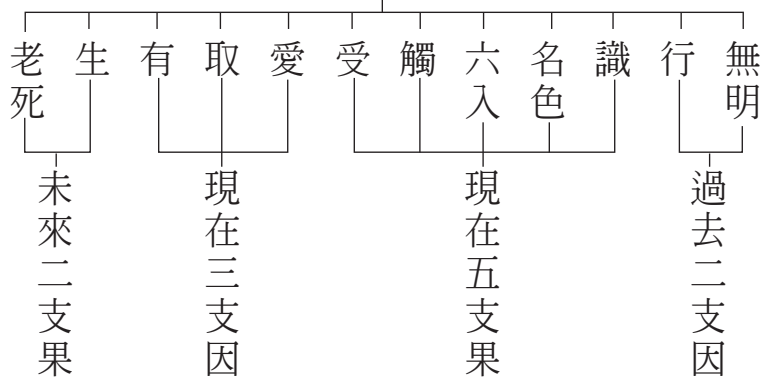 無明
行
識
名色
六入
觸
受
愛
取
有
生
老死
過去二支因
現在五支果
現在三支因
未來二支果